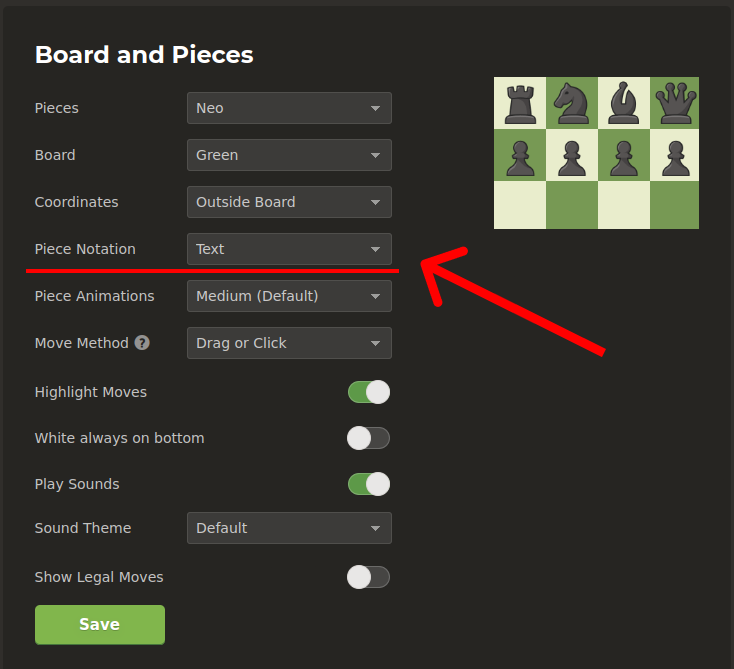 Board and Pieces
Pieces Neo
Board Green
Coordinates Outside Board
Piece Notation Text
Piece Animations Medium (Default)
Move Method ? Drag or Click
Highlight Moves
White always on bottom
Play Sounds
Sound Theme Default
Show Legal Moves
Save